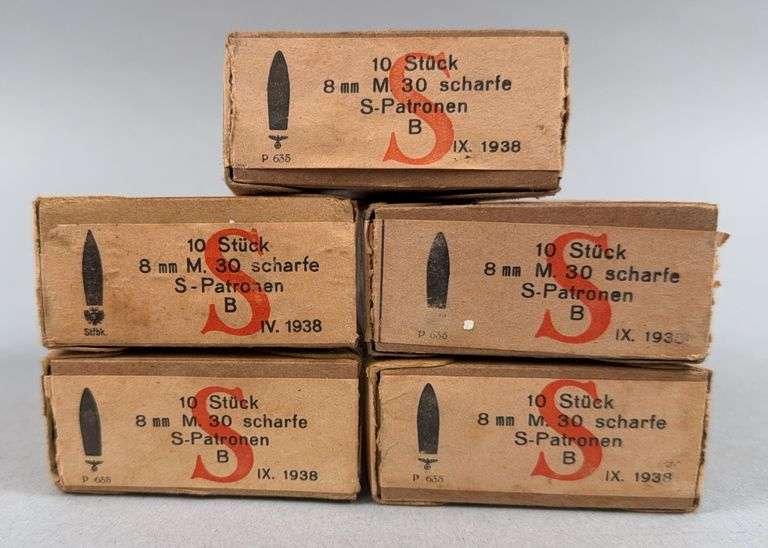 10 Stück
8 mm M. 30 scharfe
S-Patronen
B
S
IX. 1938
P 635
10 Stück
8 mm M. 30 scharfe
S-Patronen
B
S
IV. 1938
Stfbk.
10 Stück
8 mm M. 30 scharfe
S-Patronen
B
S
IX. 1938
P 635
10 Stück
8 mm M. 30 scharfe
S-Patronen
B
S
IX. 1938
P 635
10 Stück
8 mm M. 30 scharfe
S-Patronen
B
S
IX. 1938
P 635